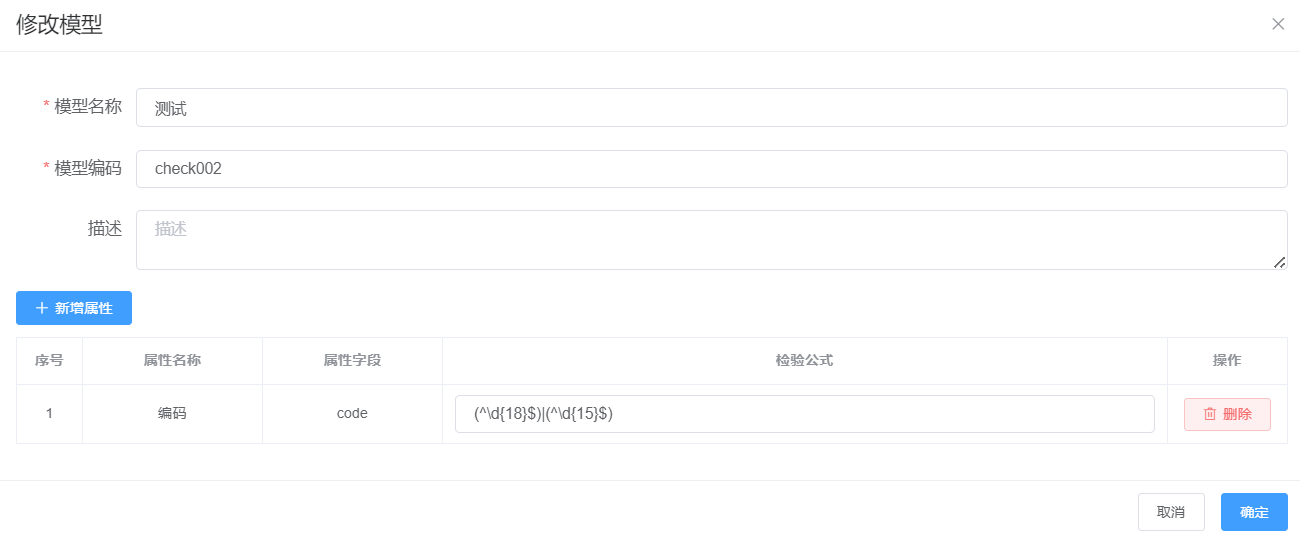 修改模型
* 模型名称 测试
* 模型编码 check002
描述 描述
新增属性
序号 属性名称 属性字段 检验公式 操作
1 编码 code (^\d{18}$)|(^\d{15}$) 删除
取消 确定